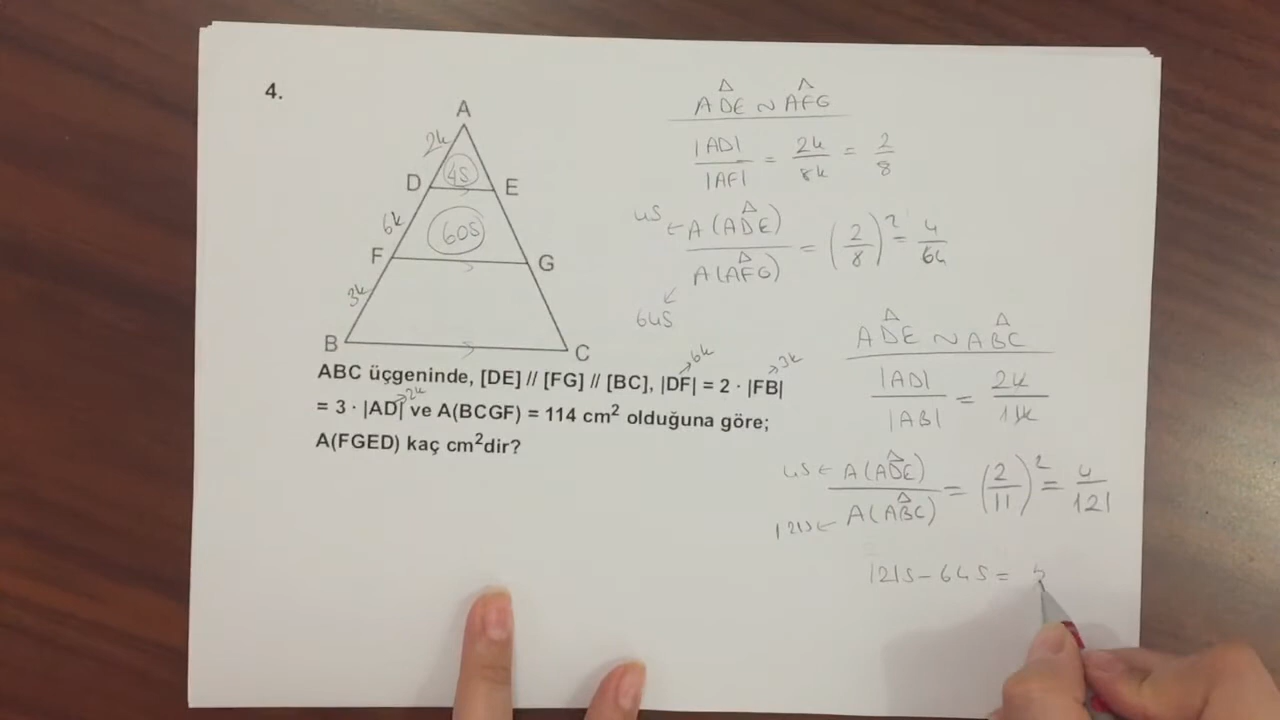 4.
A
2k
4S
D
E
6k
60S
F
G
3k
B
C
ABC üçgeninde, [DE] // [FG] // [BC], |DF| = 2 · |FB|
6k
3k
= 3 · |AD| ve A(BCGF) = 114 cm² olduğuna göre;
2k
A(FGED) kaç cm²dir?
ADE ~ AFG
|AD| / |AF| = 2k / 8k = 2 / 8
4S ← A(ADE) / A(AFG) = (2/8)² = 4/64
64S
ADE ~ ABC
|AD| / |AB| = 2k / 11k
4S ← A(ADE) / A(ABC) = (2/11)² = 4/121
121S ←
121S - 64S =